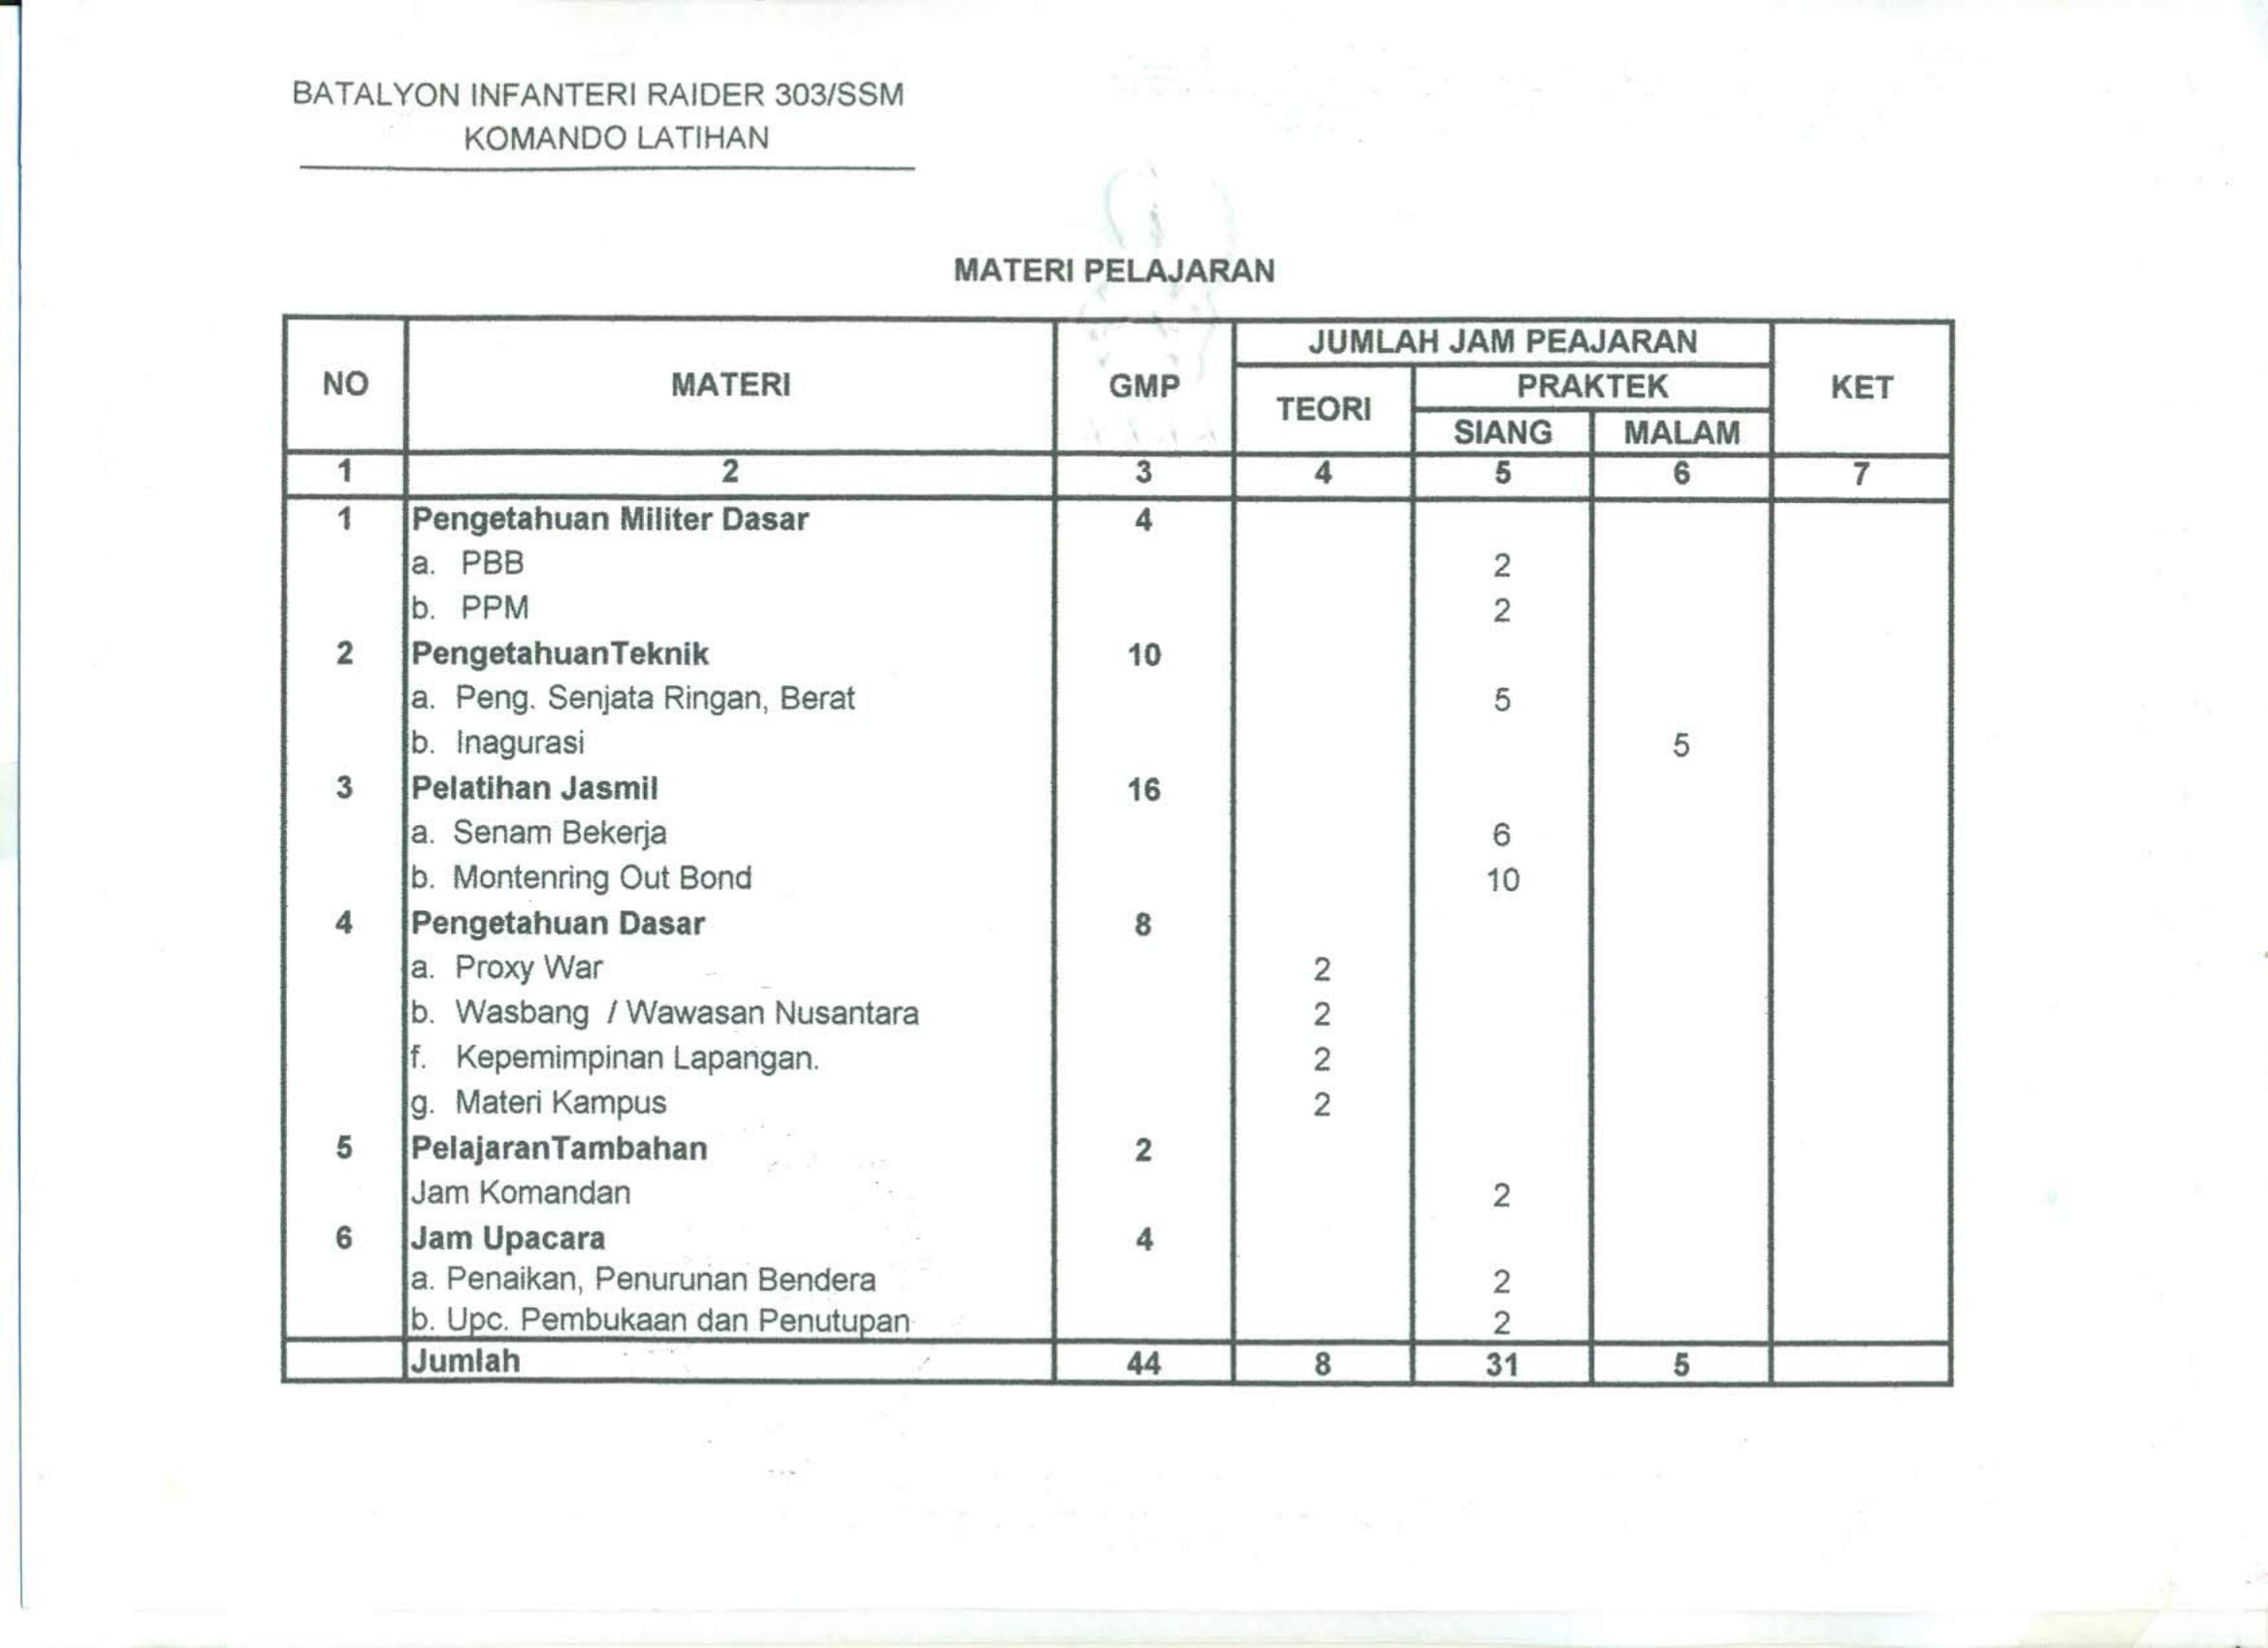 BATALYON INFANTERI RAIDER 303/SSM
KOMANDO LATIHAN
MATERI PELAJARAN
NO MATERI GMP JUMLAH JAM PEAJARAN KET
TEORI PRAKTEK
SIANG MALAM
1 2 3 4 5 6 7
1 Pengetahuan Militer Dasar 4
a. PBB 2
b. PPM 2
2 PengetahuanTeknik 10
a. Peng. Senjata Ringan, Berat 5
b. Inagurasi 5
3 Pelatihan Jasmil 16
a. Senam Bekerja 6
b. Montenring Out Bond 10
4 Pengetahuan Dasar 8
a. Proxy War 2
b. Wasbang / Wawasan Nusantara 2
f. Kepemimpinan Lapangan. 2
g. Materi Kampus 2
5 PelajaranTambahan 2
Jam Komandan 2
6 Jam Upacara 4
a. Penaikan, Penurunan Bendera 2
b. Upc. Pembukaan dan Penutupan 2
Jumlah 44 8 31 5